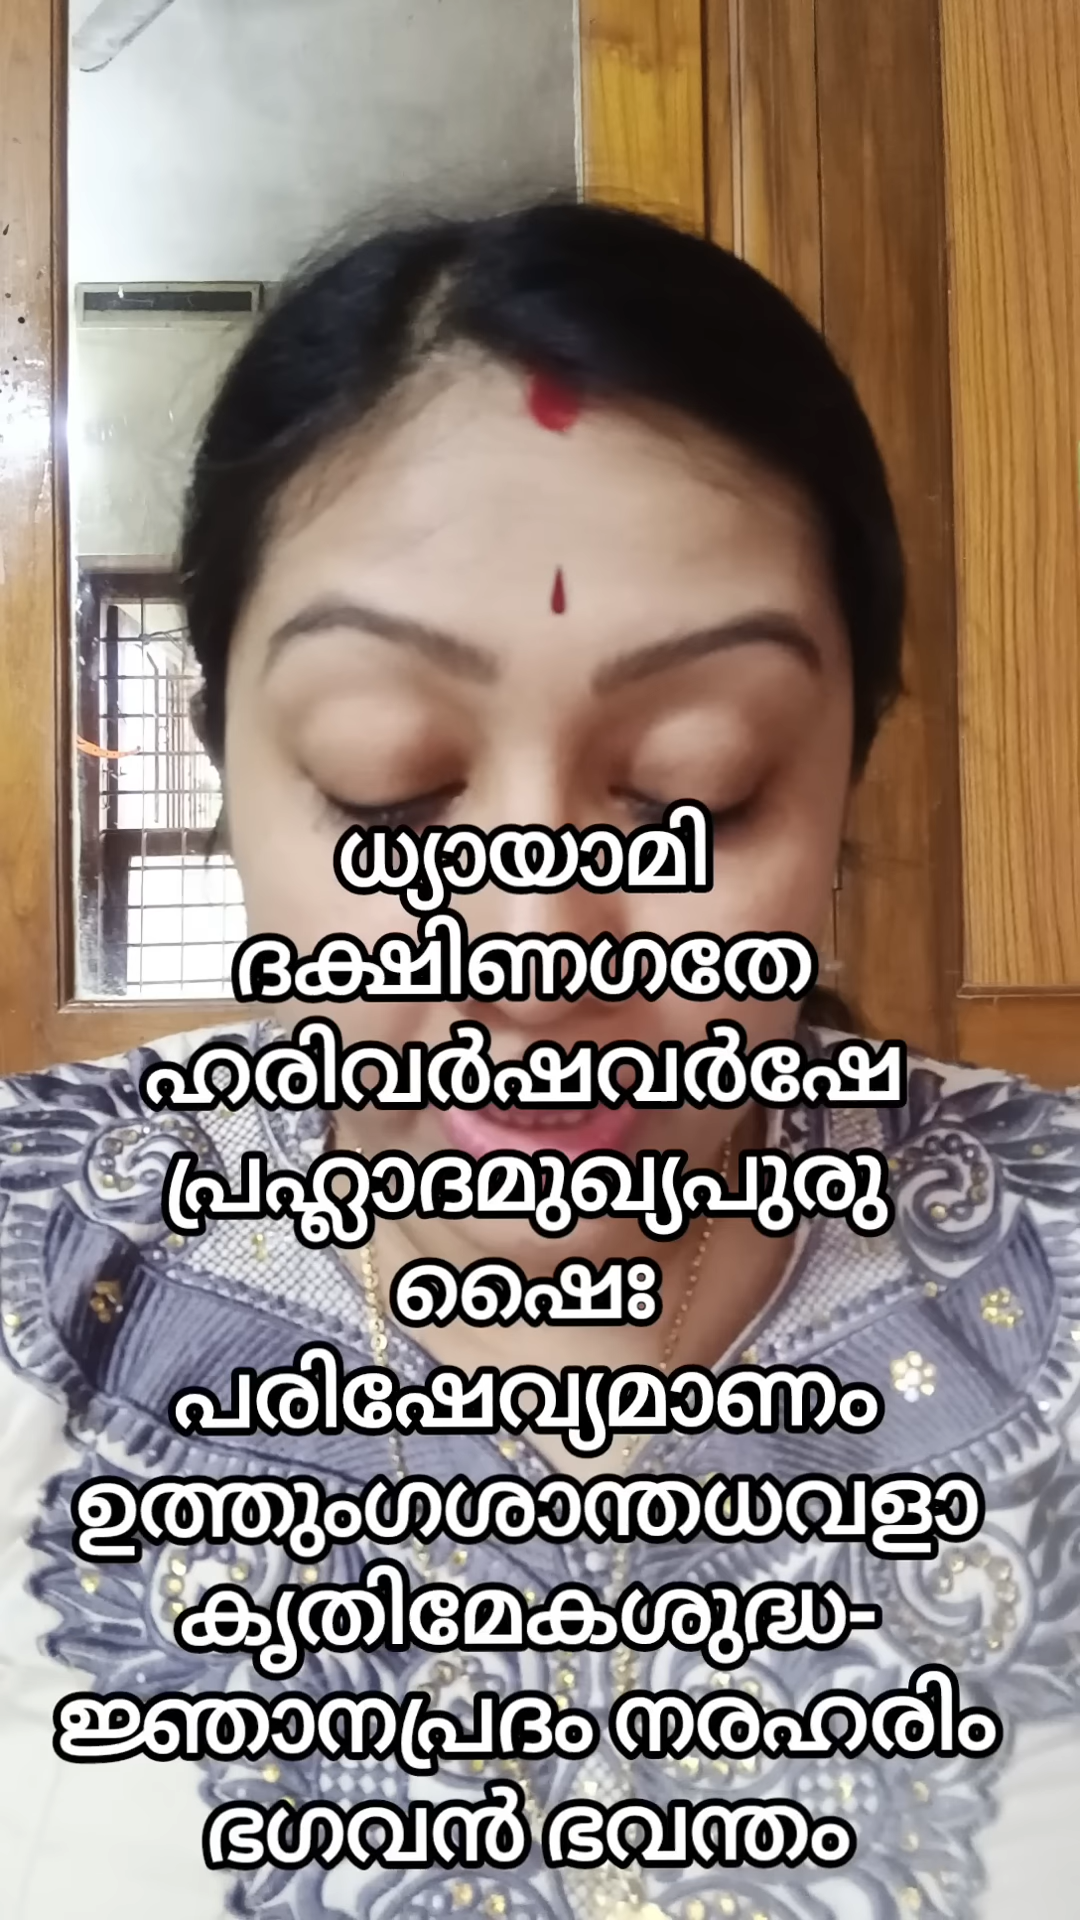 ധ്യായാമി
ദക്ഷിണഗതേ
ഹരിവർഷവർഷേ
പ്രഹ്ലാദമുഖ്യപുരു
ഷൈഃ
പരിഷേവ്യമാണം
ഉത്തുംഗശാന്തധവളാ
കൃതിമേകശുദ്ധ-
ജ്ഞാനപ്രദം നരഹരിം
ഭഗവൻ ഭവന്തം